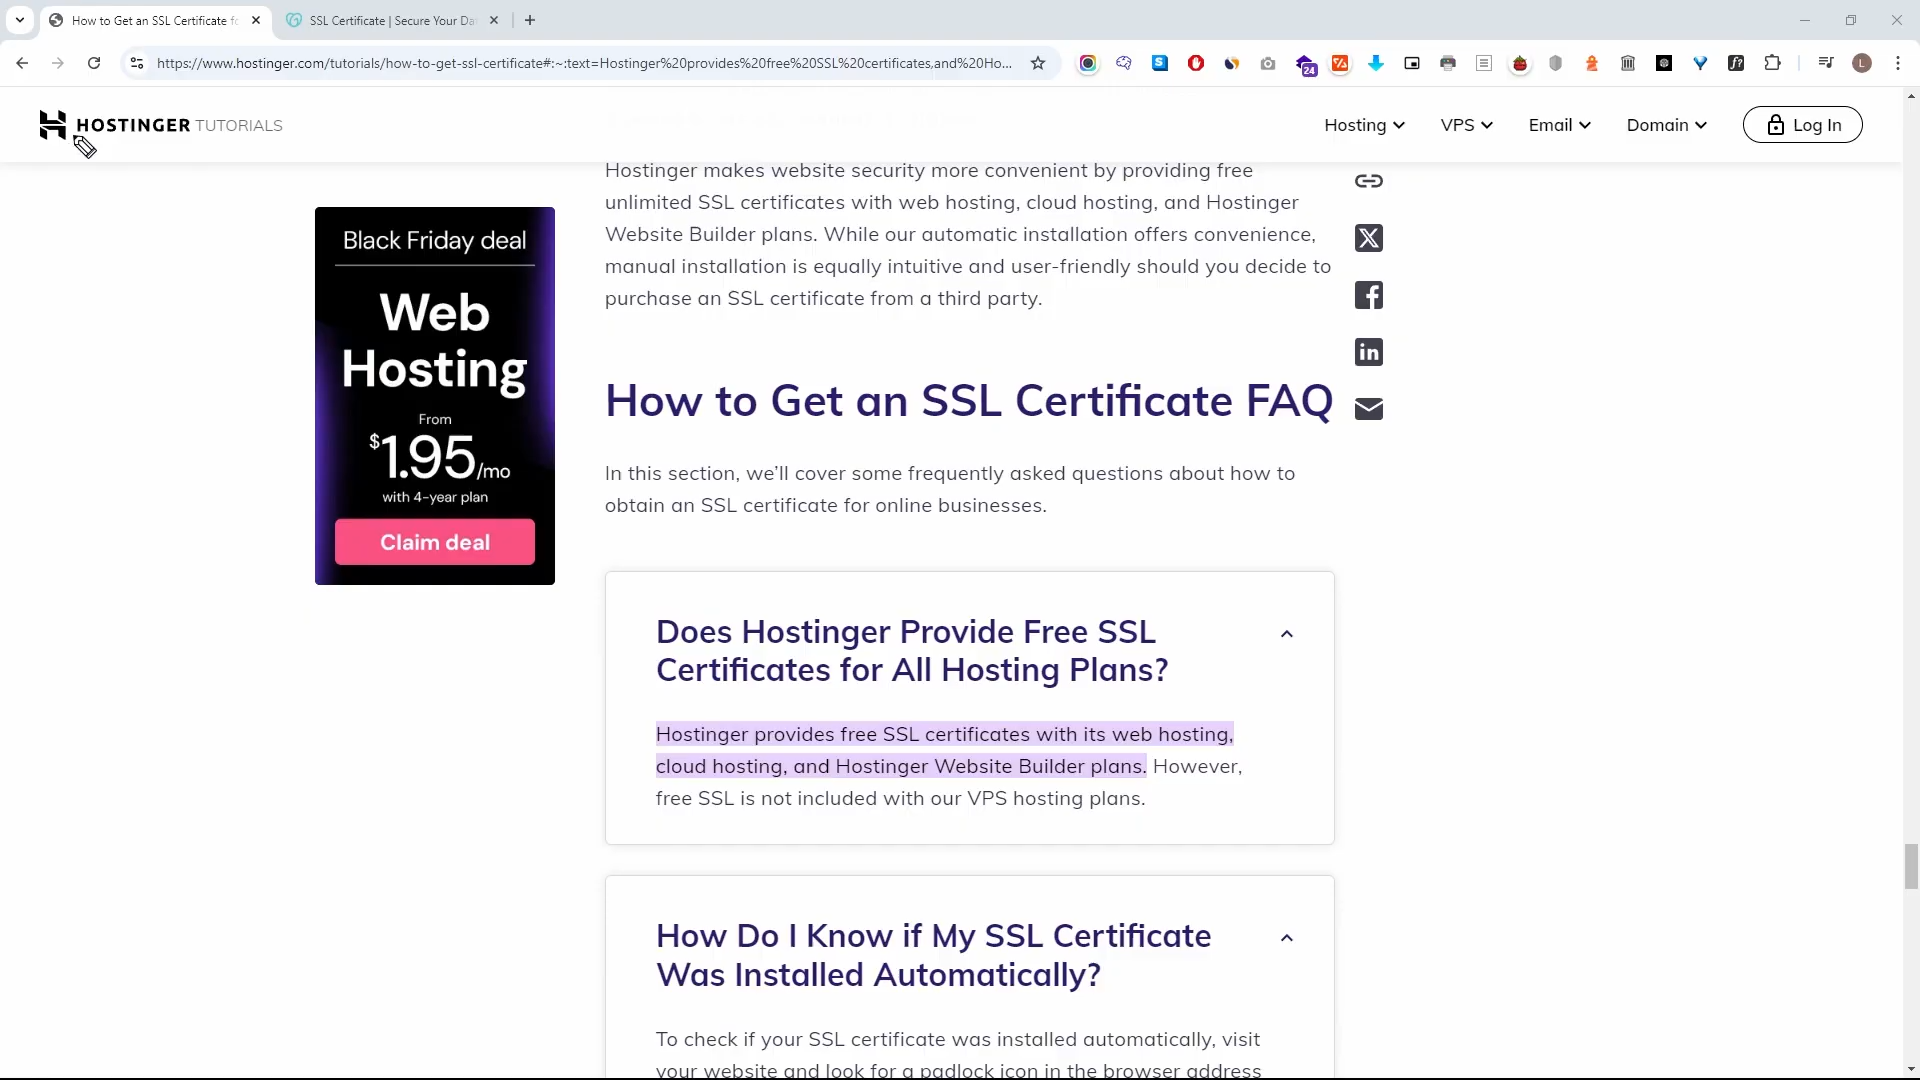 How to Get an SSL Certificate fo
SSL Certificate | Secure Your Da
https://www.hostinger.com/tutorials/how-to-get-ssl-certificate#:~:text=Hostinger%20provides%20free%20SSL%20certificates,and%20Ho...
24
L
HOSTINGER TUTORIALS
Hosting
VPS
Email
Domain
Log In
Hostinger makes website security more convenient by providing free
unlimited SSL certificates with web hosting, cloud hosting, and Hostinger
Website Builder plans. While our automatic installation offers convenience,
manual installation is equally intuitive and user-friendly should you decide to
purchase an SSL certificate from a third party.
Black Friday deal
Web
Hosting
From
$1.95/mo
with 4-year plan
Claim deal
How to Get an SSL Certificate FAQ
In this section, we’ll cover some frequently asked questions about how to
obtain an SSL certificate for online businesses.
Does Hostinger Provide Free SSL
Certificates for All Hosting Plans?
Hostinger provides free SSL certificates with its web hosting,
cloud hosting, and Hostinger Website Builder plans. However,
free SSL is not included with our VPS hosting plans.
How Do I Know if My SSL Certificate
Was Installed Automatically?
To check if your SSL certificate was installed automatically, visit
your website and look for a padlock icon in the browser address